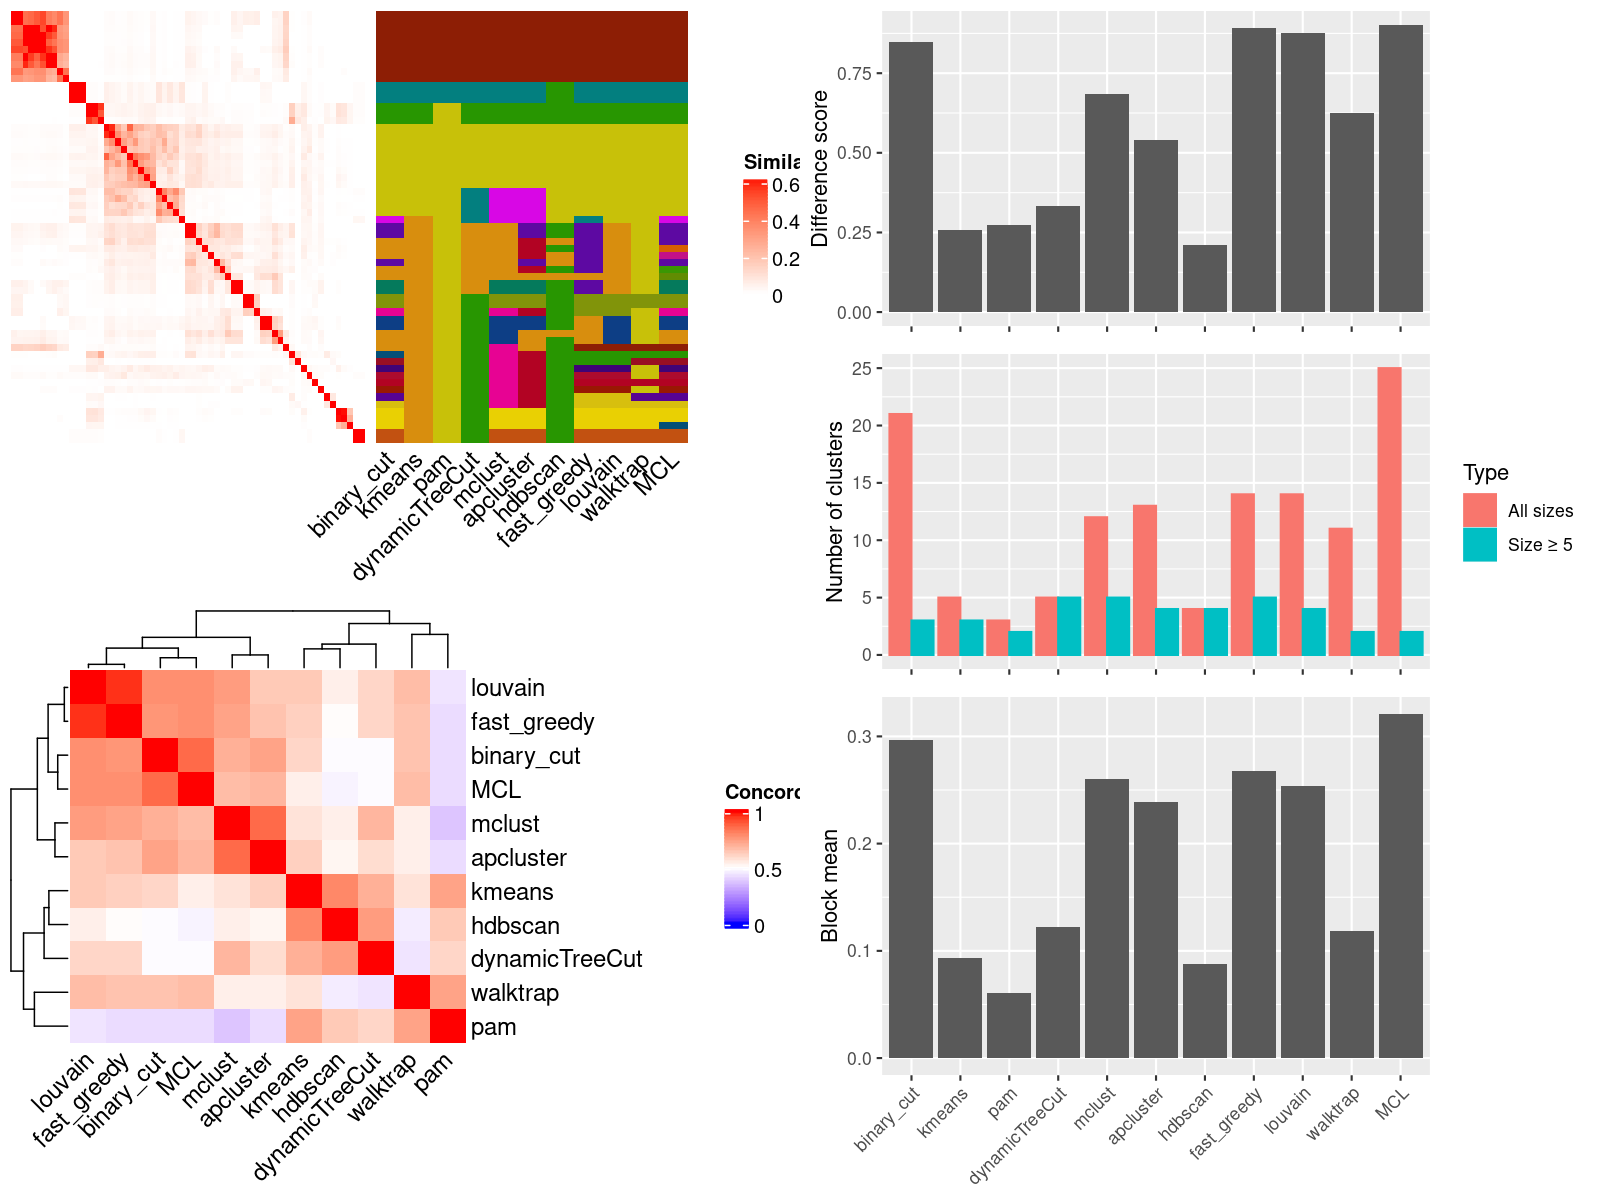 Simila
0.6
0.4
0.2
0
binary_cut
kmeans
pam
dynamicTreeCut
mclust
apcluster
hdbscan
fast_greedy
louvain
walktrap
MCL
louvain
fast_greedy
binary_cut
MCL
mclust
apcluster
kmeans
hdbscan
dynamicTreeCut
walktrap
pam
louvain
fast_greedy
binary_cut
MCL
mclust
apcluster
kmeans
hdbscan
dynamicTreeCut
walktrap
pam
Concord
1
0.5
0
Difference score
0.75
0.50
0.25
0.00
Number of clusters
25
20
15
10
5
0
Type
All sizes
Size ≥ 5
Block mean
0.3
0.2
0.1
0.0
binary_cut
kmeans
pam
dynamicTreeCut
mclust
apcluster
hdbscan
fast_greedy
louvain
walktrap
MCL